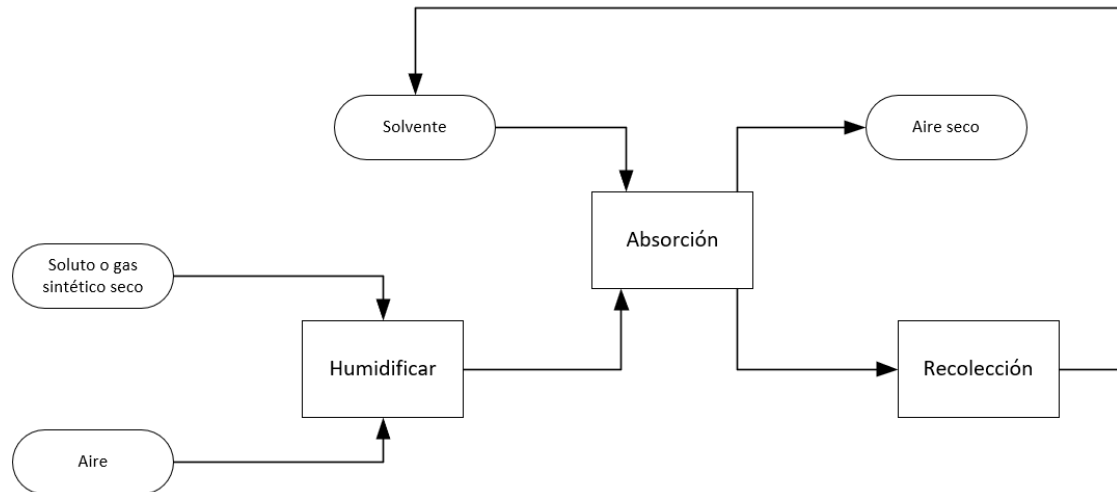 Solvente
Aire seco
Absorción
Soluto o gas
sintético seco
Humidificar
Recolección
Aire